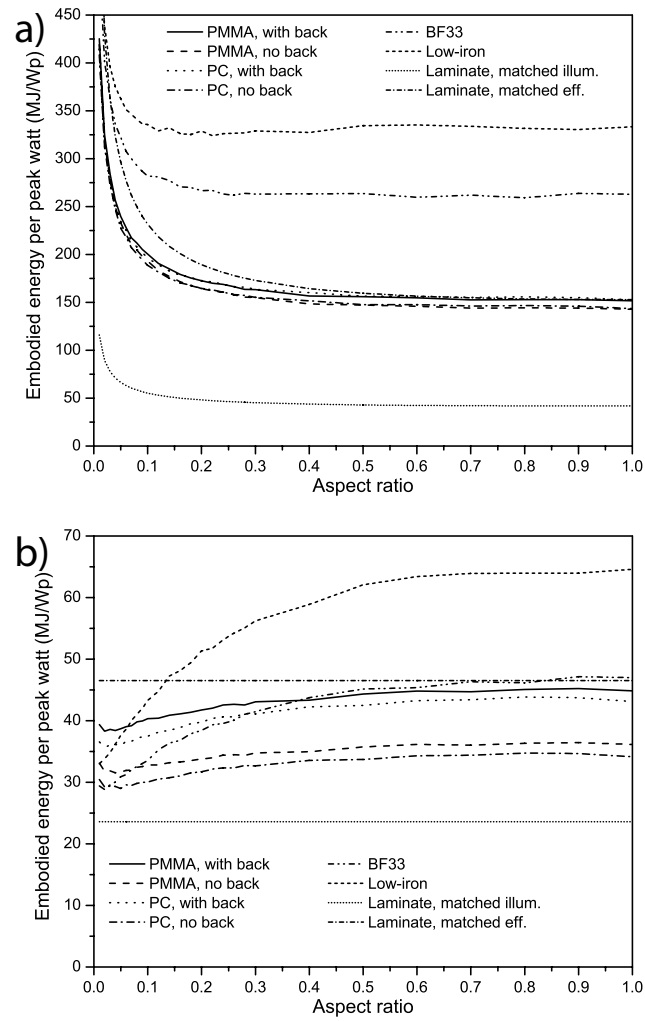 a)
Embodied energy per peak watt (MJ/Wp)
450
400
350
300
250
200
150
100
50
0
PMMA, with back
PMMA, no back
PC, with back
PC, no back
BF33
Low-iron
Laminate, matched illum.
Laminate, matched eff.
0.0 0.1 0.2 0.3 0.4 0.5 0.6 0.7 0.8 0.9 1.0
Aspect ratio
b)
Embodied energy per peak watt (MJ/Wp)
70
60
50
40
30
20
10
0
PMMA, with back
PMMA, no back
PC, with back
PC, no back
BF33
Low-iron
Laminate, matched illum.
Laminate, matched eff.
0.0 0.1 0.2 0.3 0.4 0.5 0.6 0.7 0.8 0.9 1.0
Aspect ratio